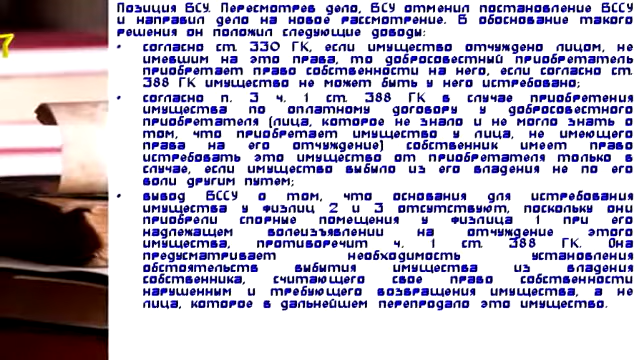 7
Позиция БСУ. Пересмотрев дело, БСУ отменил постановление БССУ
и направил дело на новое рассмотрение. В обоснование такого
решения он положил следующие доводы:
• согласно ст. 330 ГК, если имущество отчуждено лицом, не
имевшим на это права, то добросовестный приобретатель
приобретает право собственности на него, если согласно ст.
388 ГК имущество не может быть у него истребовано;
• согласно п. 3 ч. 1 ст. 388 ГК в случае приобретения
имущества по оплатному договору у добросовестного
приобретателя (лица, которое не знало и не могло знать о
том, что приобретает имущество у лица, не имеющего
права на его отчуждение) собственник имеет право
истребовать это имущество от приобретателя только в
случае, если имущество выбыло из его владения не по его
воли другим путем;
• вывод БССУ о том, что основания для истребования
имущества у физлиц 2 и 3 отсутствуют, поскольку они
приобрели спорные помещения у физлица 1 при его
надлежащем волеизъявлении на отчуждение этого
имущества, противоречит ч. 1 ст. 388 ГК. Она
предусматривает необходимость установления
обстоятельств выбытия имущества из владения
собственника, считающего свое право собственности
нарушенным и требующего возвращения имущества, а не
лица, которое в дальнейшем перепродало это имущество.